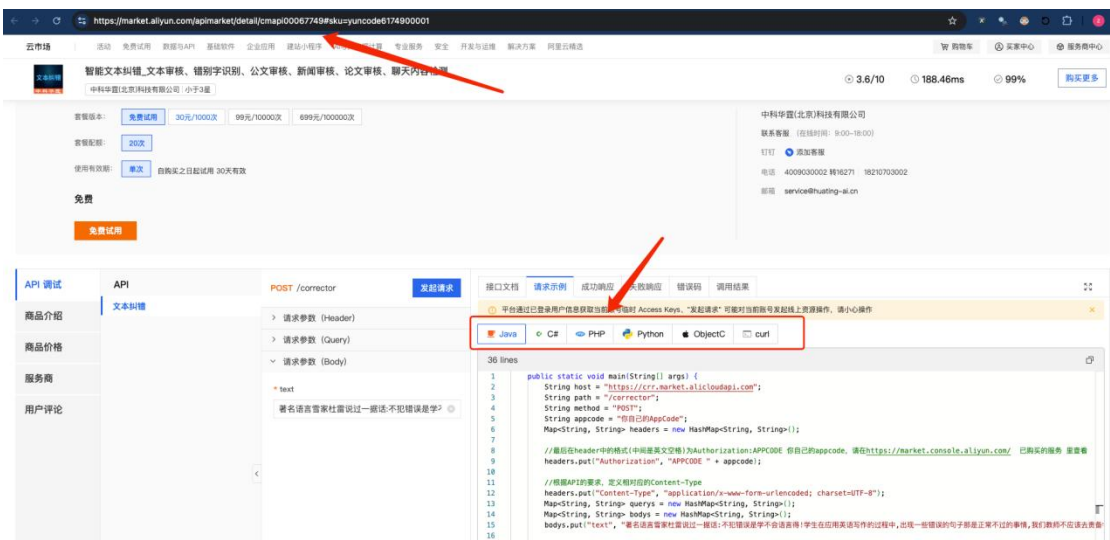 https://market.aliyun.com/apimarket/detail/cmapi00067749#sku=yuncode6174900001
云市场 活动 免费试用 数据与API 基础软件 企业应用 建站小程序 专业服务 安全 开发与运维 解决方案 阿里云精选 购物车 买家中心 服务商中心
文本纠错
智能文本纠错_文本审核、错别字识别、公文审核、新闻审核、论文审核、聊天内容检测
3.6/10 188.46ms 99% 购买更多
中科华霆(北京)科技有限公司 小于3星
套餐版本: 免费试用 30元/1000次 99元/10000次 699元/100000次
中科华霆(北京)科技有限公司
套餐配额: 20次
联系客服 (在线时间: 9:00-18:00)
钉钉 添加客服
使用有效期: 单次 自购买之日起试用 30天有效
电话 4009030002 转16271 18210703002
邮箱 service@huating-ai.cn
免费
免费试用
API 调试
API
POST /corrector 发起请求
接口文档 请求示例 成功响应 失败响应 错误码 调用结果
文本纠错
平台通过已登录用户信息获取当前账号临时 Access Keys、"发起请求" 可能对当前账号发起线上资源操作，请小心操作
商品介绍
请求参数 (Header)
Java C# PHP Python ObjectC curl
商品价格
请求参数 (Query)
请求参数 (Body)
36 lines
服务商
* text
用户评论
著名语言雪家杜雷说过一据话:不犯错误是学
1 public static void main(String[] args) {
2 String host = "https://crr.market.alicloudapi.com";
3 String path = "/corrector";
4 String method = "POST";
5 String appcode = "你自己的AppCode";
6 Map<String, String> headers = new HashMap<String, String>();
7
8 //最后在header中的格式(中间是英文空格)为Authorization:APPCODE 你自己的appcode，请在https://market.console.aliyun.com/ 已购买的服务 里查看
9 headers.put("Authorization", "APPCODE " + appcode);
10
11 //根据API的要求，定义相对应的Content-Type
12 headers.put("Content-Type", "application/x-www-form-urlencoded; charset=UTF-8");
13 Map<String, String> querys = new HashMap<String, String>();
14 Map<String, String> bodys = new HashMap<String, String>();
15 bodys.put("text", "著名语言雪家杜雷说过一据话:不犯错误是学不会语言得!学生在应用英语写作的过程中,出现一些错误的句子部是正常不过的事情,我们教师不应该去责备
16